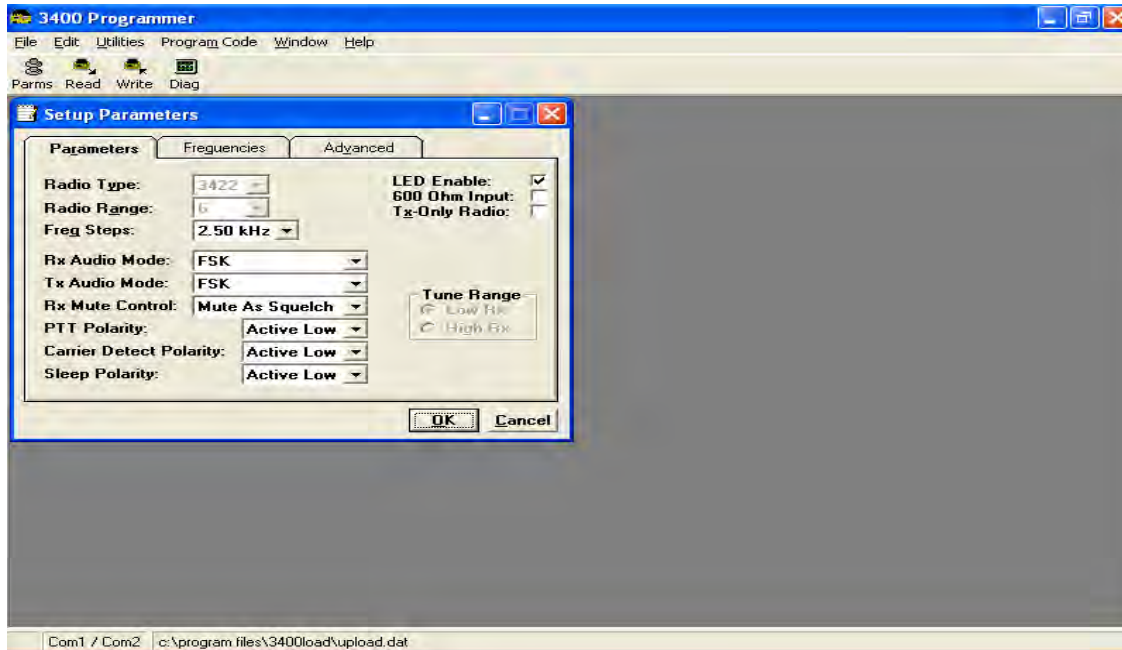 3400 Programmer
File Edit Utilities Program Code Window Help
Parms Read Write Diag
Setup Parameters
Parameters Frequencies Advanced
Radio Type: 3422
Radio Range: 6
Freq Steps: 2.50 kHz
LED Enable:
600 Ohm Input:
Tx-Only Radio:
Rx Audio Mode: FSK
Tx Audio Mode: FSK
Rx Mute Control: Mute As Squelch
PTT Polarity: Active Low
Carrier Detect Polarity: Active Low
Sleep Polarity: Active Low
Tune Range
Low Rx
High Rx
OK Cancel
Com1 / Com2 c:\program files\3400load\upload.dat